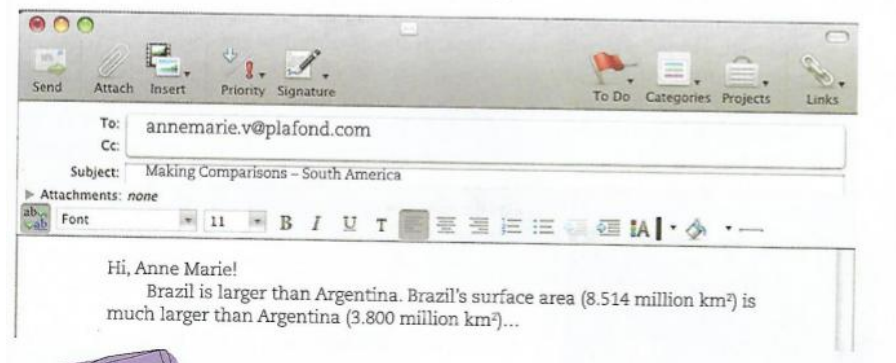 Send Attach Insert Priority Signature To Do Categories Projects Links
To: annemarie.v@plafond.com
Cc:
Subject: Making Comparisons – South America
Attachments: none
Font 11 B I U T
Hi, Anne Marie!
Brazil is larger than Argentina. Brazil's surface area (8.514 million km²) is
much larger than Argentina (3.800 million km²)...